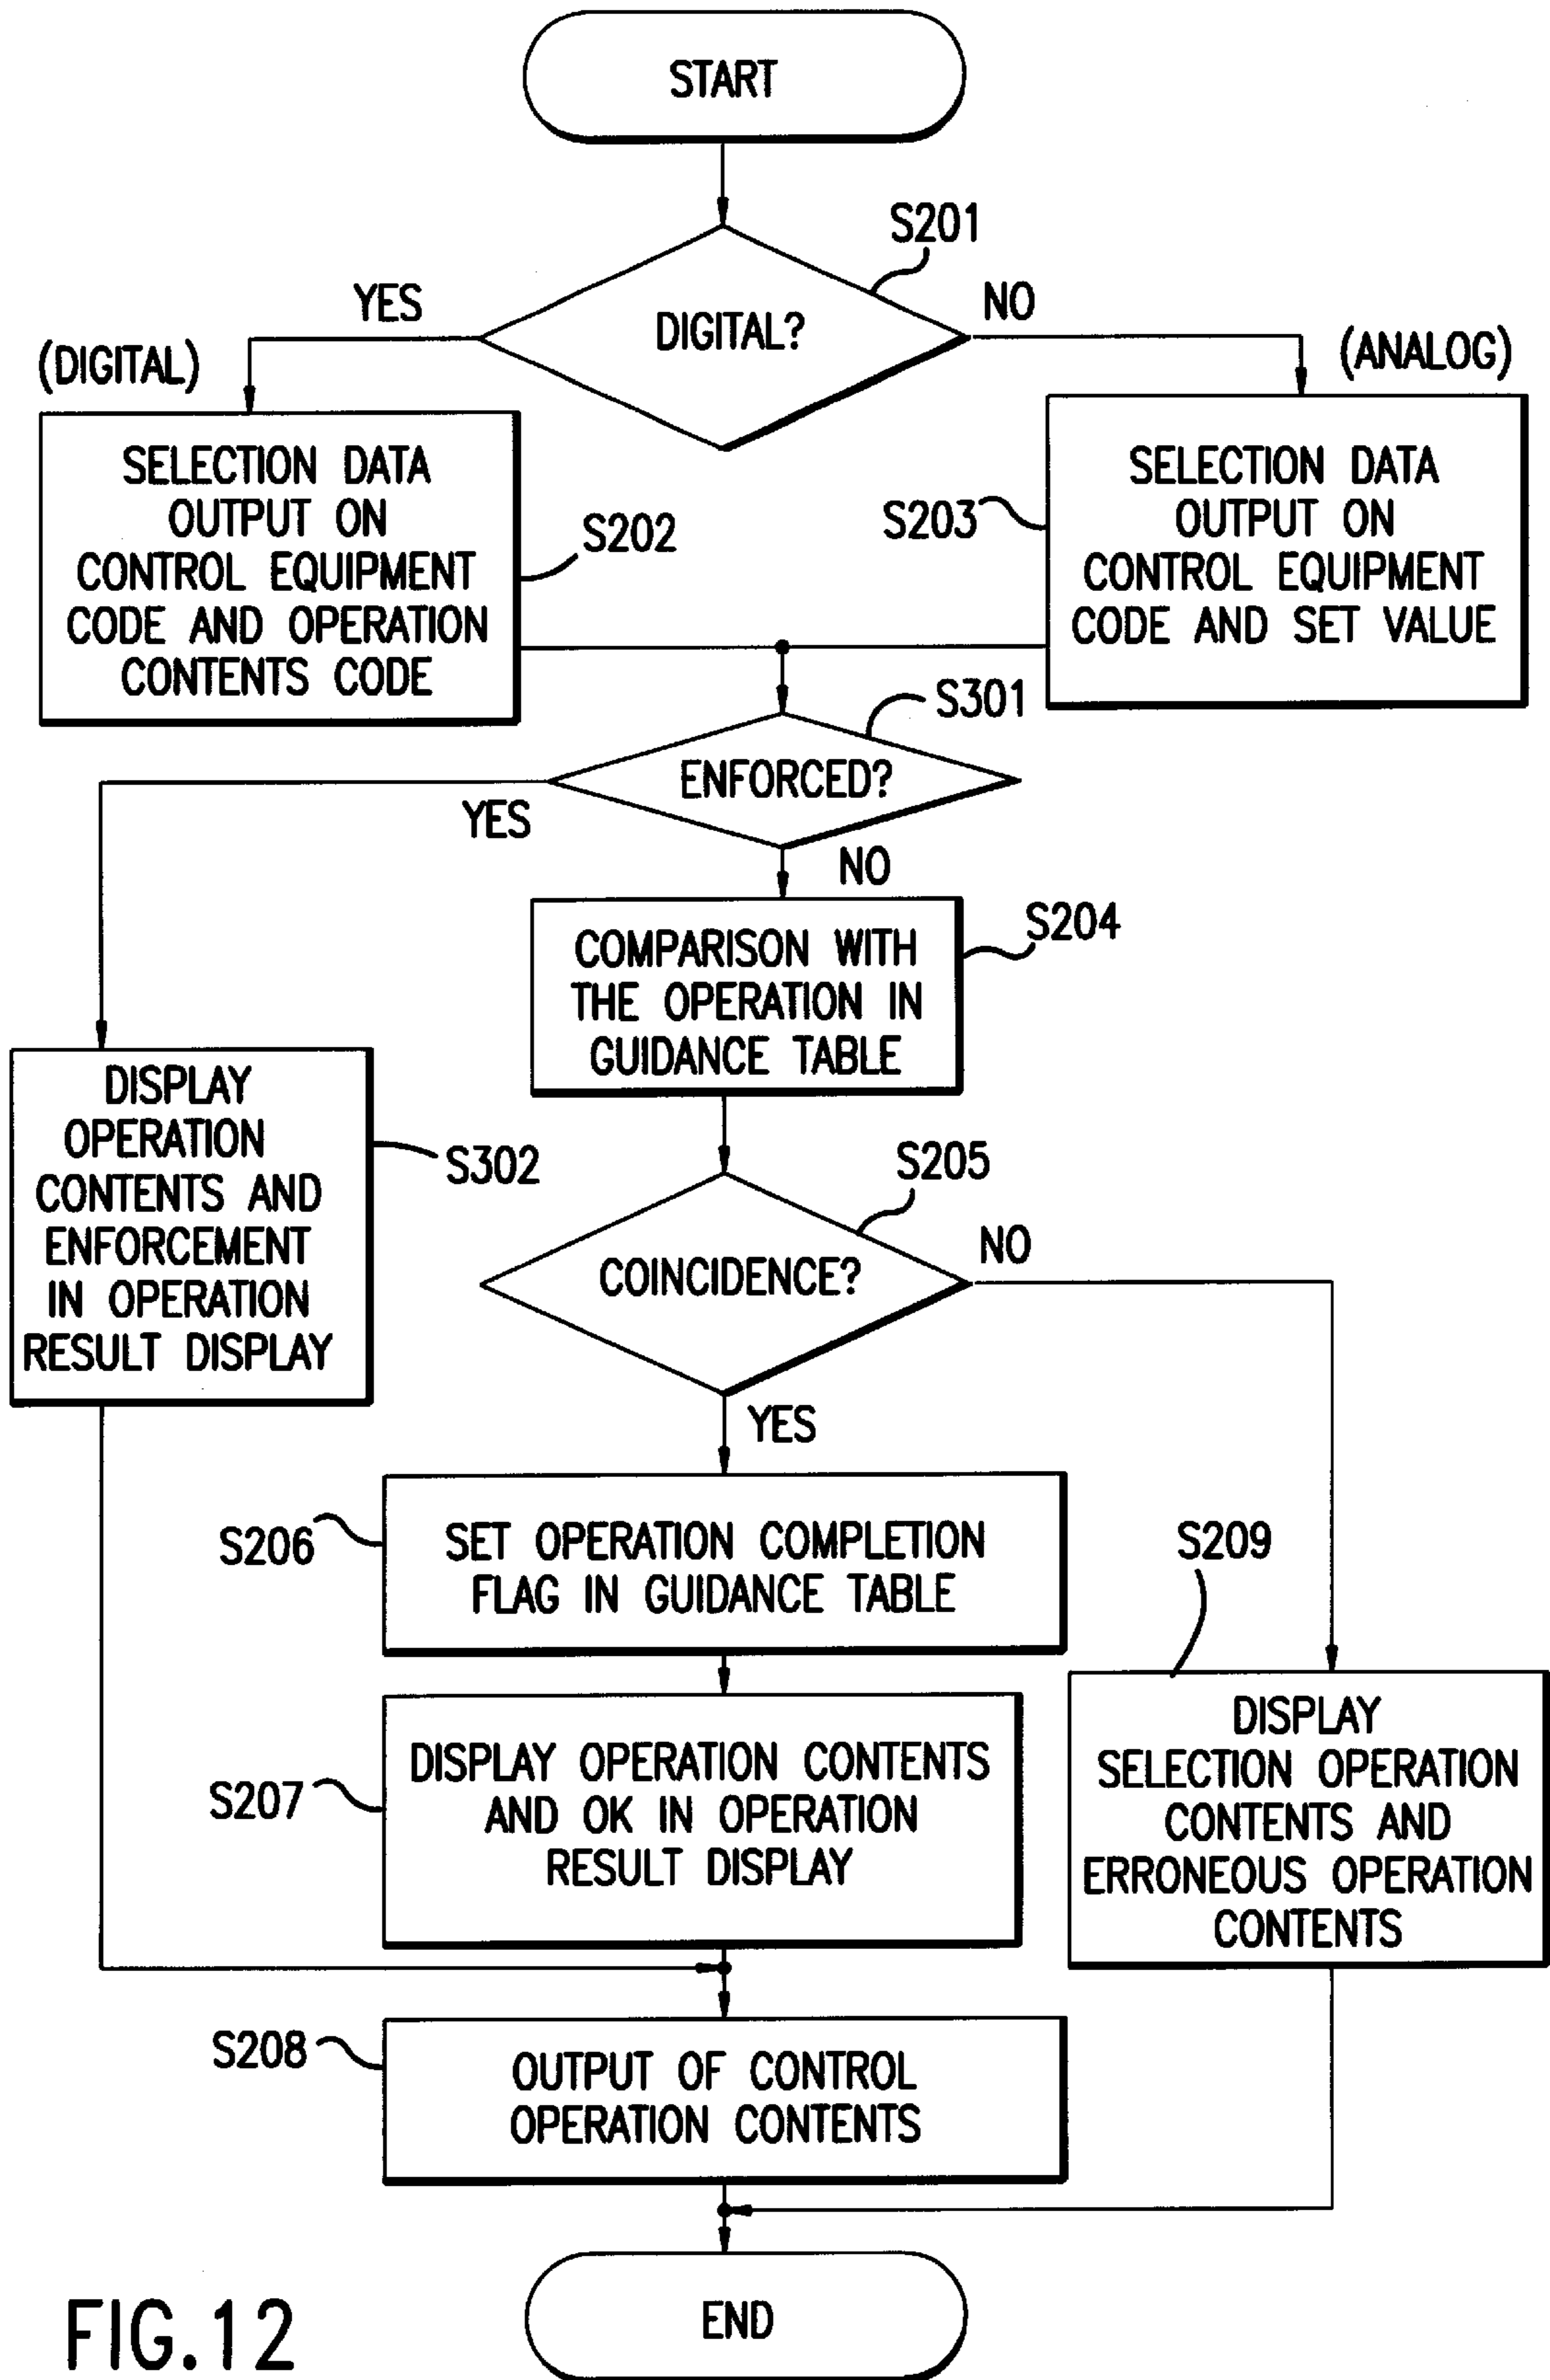 START
S201
YES
NO
DIGITAL?
(DIGITAL)
(ANALOG)
SELECTION DATA
OUTPUT ON
CONTROL EQUIPMENT
CODE AND OPERATION
CONTENTS CODE
S202
S203
SELECTION DATA
OUTPUT ON
CONTROL EQUIPMENT
CODE AND SET VALUE
S301
ENFORCED?
YES
NO
S204
COMPARISON WITH
THE OPERATION IN
GUIDANCE TABLE
DISPLAY
OPERATION
CONTENTS AND
ENFORCEMENT
IN OPERATION
RESULT DISPLAY
S302
S205
NO
COINCIDENCE?
YES
S206
SET OPERATION COMPLETION
FLAG IN GUIDANCE TABLE
S209
S207
DISPLAY OPERATION CONTENTS
AND OK IN OPERATION
RESULT DISPLAY
DISPLAY
SELECTION OPERATION
CONTENTS AND
ERRONEOUS OPERATION
CONTENTS
S208
OUTPUT OF CONTROL
OPERATION CONTENTS
END
FIG.12